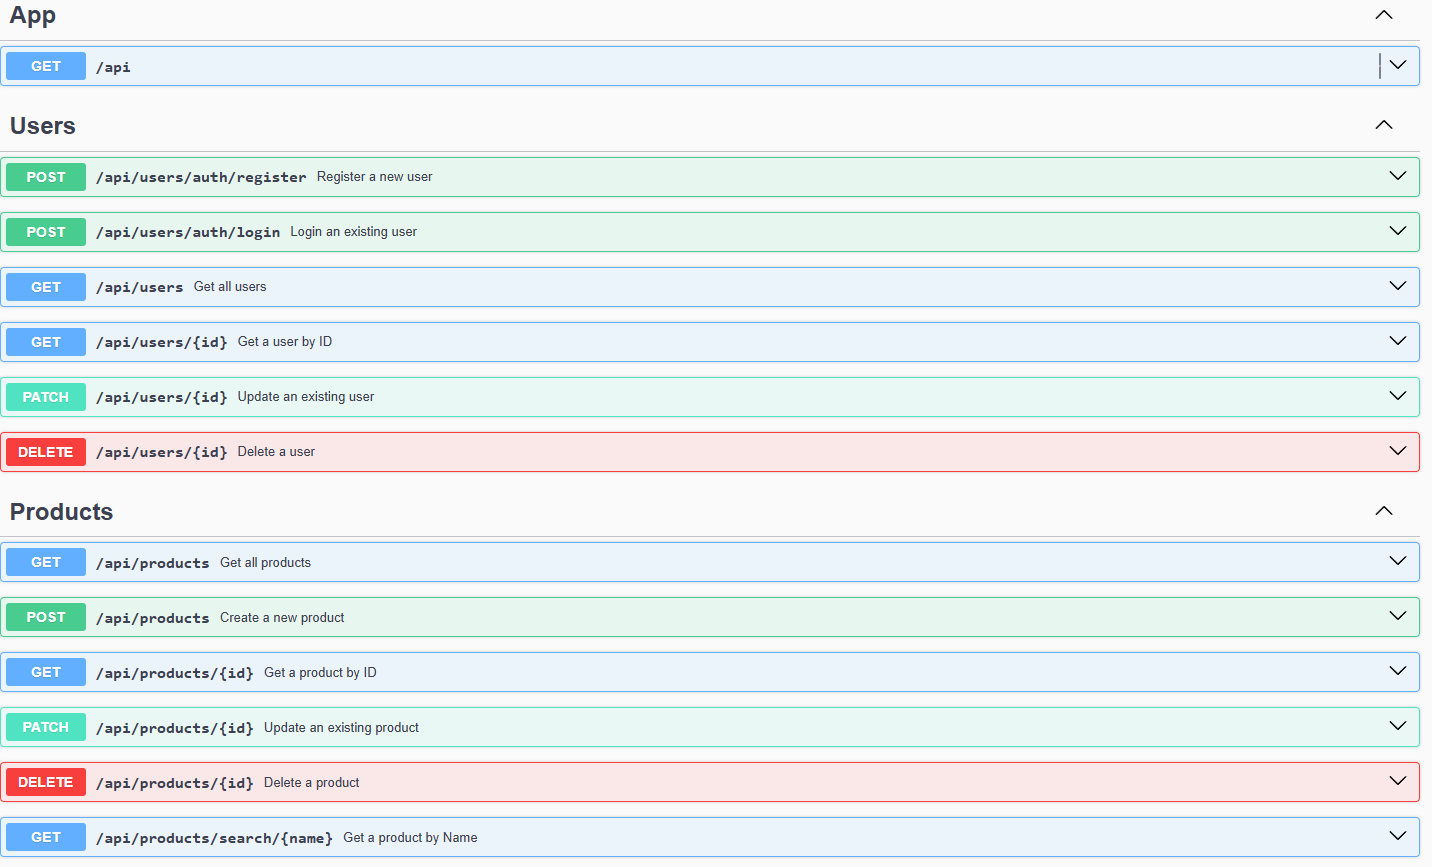 App
GET /api
Users
POST /api/users/auth/register Register a new user
POST /api/users/auth/login Login an existing user
GET /api/users Get all users
GET /api/users/{id} Get a user by ID
PATCH /api/users/{id} Update an existing user
DELETE /api/users/{id} Delete a user
Products
GET /api/products Get all products
POST /api/products Create a new product
GET /api/products/{id} Get a product by ID
PATCH /api/products/{id} Update an existing product
DELETE /api/products/{id} Delete a product
GET /api/products/search/{name} Get a product by Name